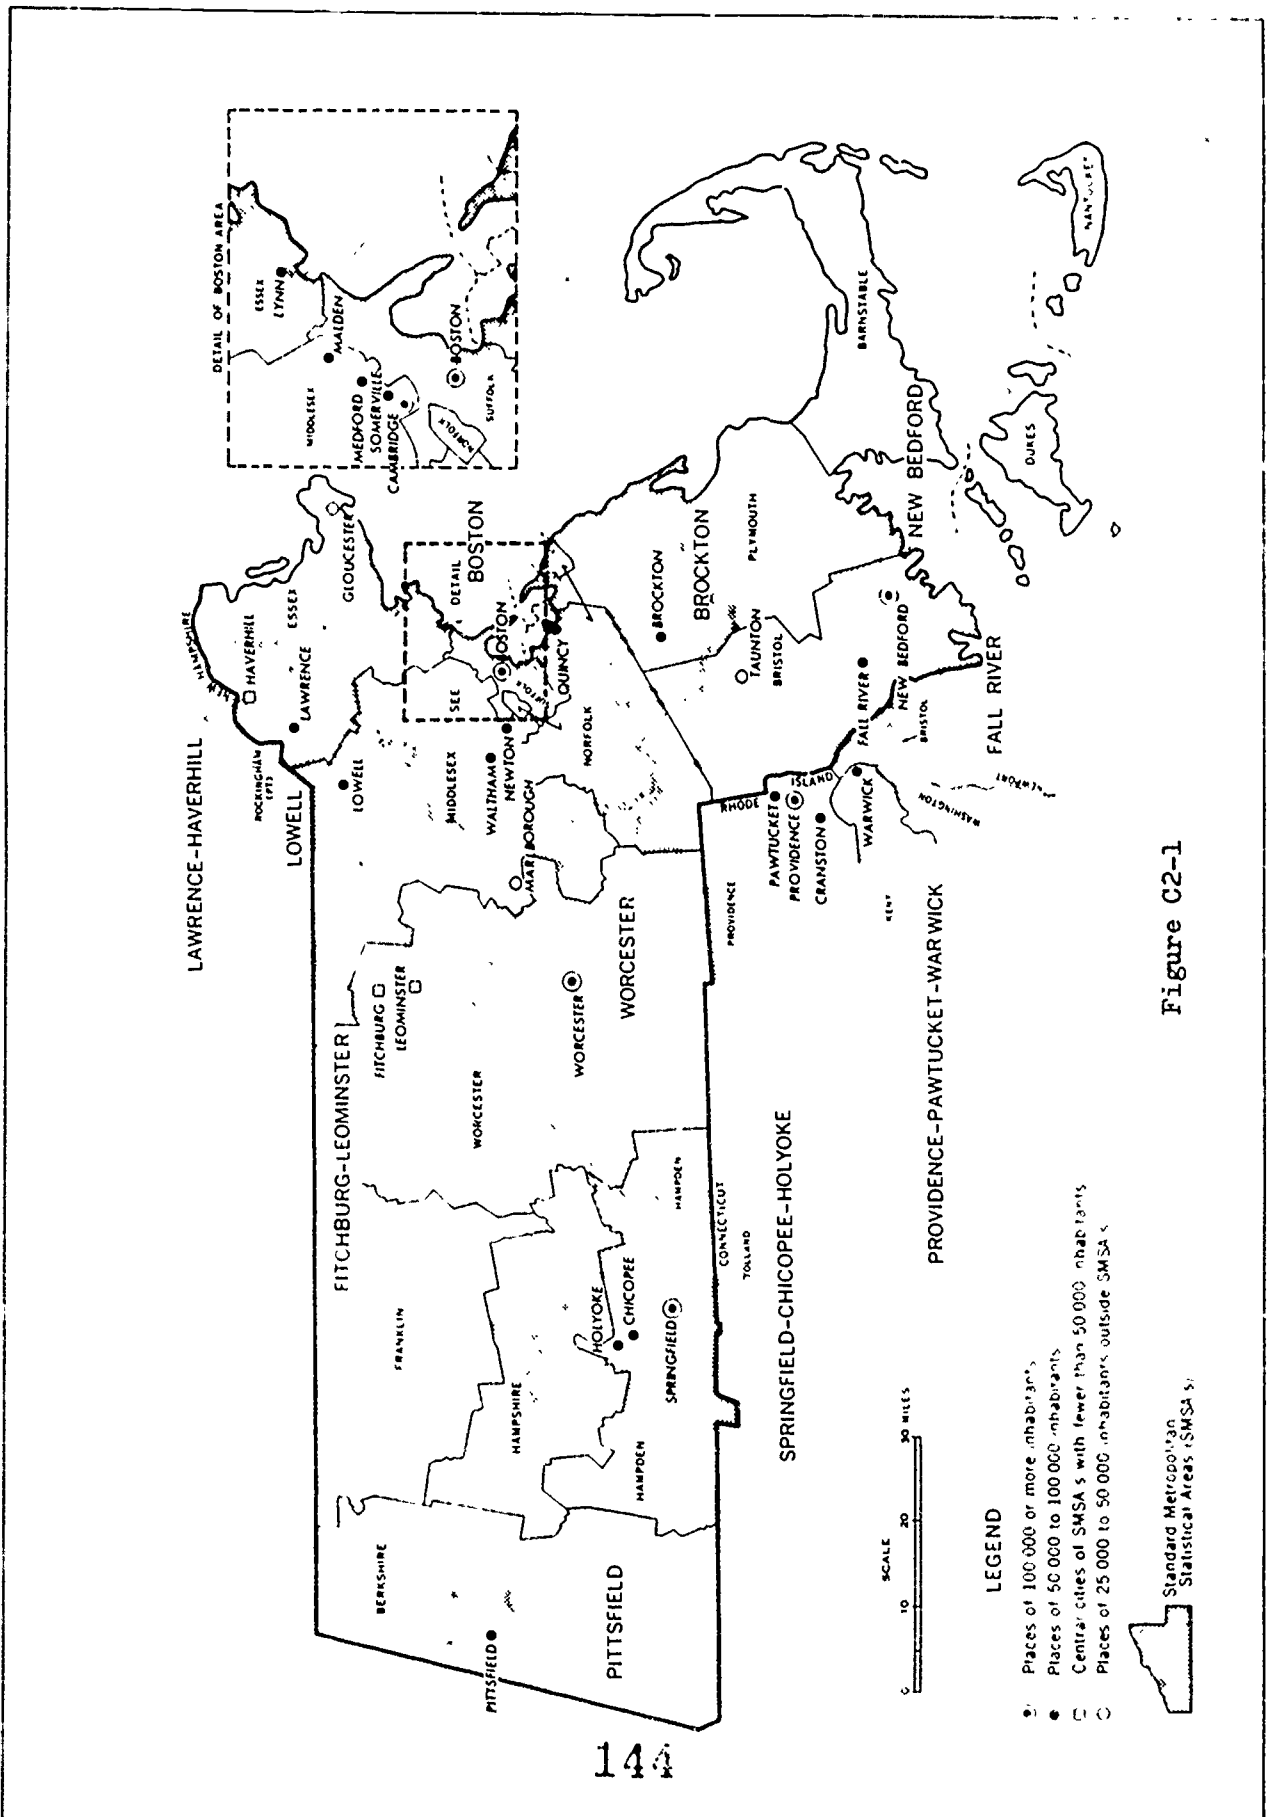 DETAIL OF BOSTON AREA
ESSEX
LYNN
MIDDLESEX
MALDEN
MEDFORD
SOMERVILLE
CAMBRIDGE
NORFOLK
BOSTON
SUFFOLK
LAWRENCE-HAVERHILL
NEW HAMPSHIRE
HAVERHILL
ESSEX
LAWRENCE
GLOUCESTER
ROCKINGHAM
(PT)
LOWELL
LOWELL
SEE
DETAIL
BOSTON
BOSTON
SUFFOLK
QUINCY
MIDDLESEX
WALTHAM
NEWTON
NORFOLK
MARLBOROUGH
FITCHBURG-LEOMINSTER
FITCHBURG
LEOMINSTER
WORCESTER
WORCESTER
WORCESTER
BROCKTON
BROCKTON
PLYMOUTH
TAUNTON
BRISTOL
BARNSTABLE
NANTUCKET
DUKES
NEW BEDFORD
NEW BEDFORD
FALL RIVER
BRISTOL
FALL RIVER
RHODE
ISLAND
PAWTUCKET
PROVIDENCE
CRANSTON
WARWICK
PROVIDENCE
KENT
WASHINGTON
NEWPORT
PROVIDENCE-PAWTUCKET-WARWICK
FRANKLIN
HAMPSHIRE
HOLYOKE
CHICOPEE
SPRINGFIELD
HAMPDEN
HAMPDEN
CONNECTICUT
TOLLAND
SPRINGFIELD-CHICOPEE-HOLYOKE
BERKSHIRE
PITTSFIELD
PITTSFIELD
SCALE
0 10 20 30 MILES
LEGEND
Places of 100 000 or more inhabitants
Places of 50 000 to 100 000 inhabitants
Central cities of SMSA s with fewer than 50 000 inhabitants
Places of 25 000 to 50 000 inhabitants outside SMSA s
Standard Metropolitan
Statistical Areas (SMSA s)
Figure C2-1
144